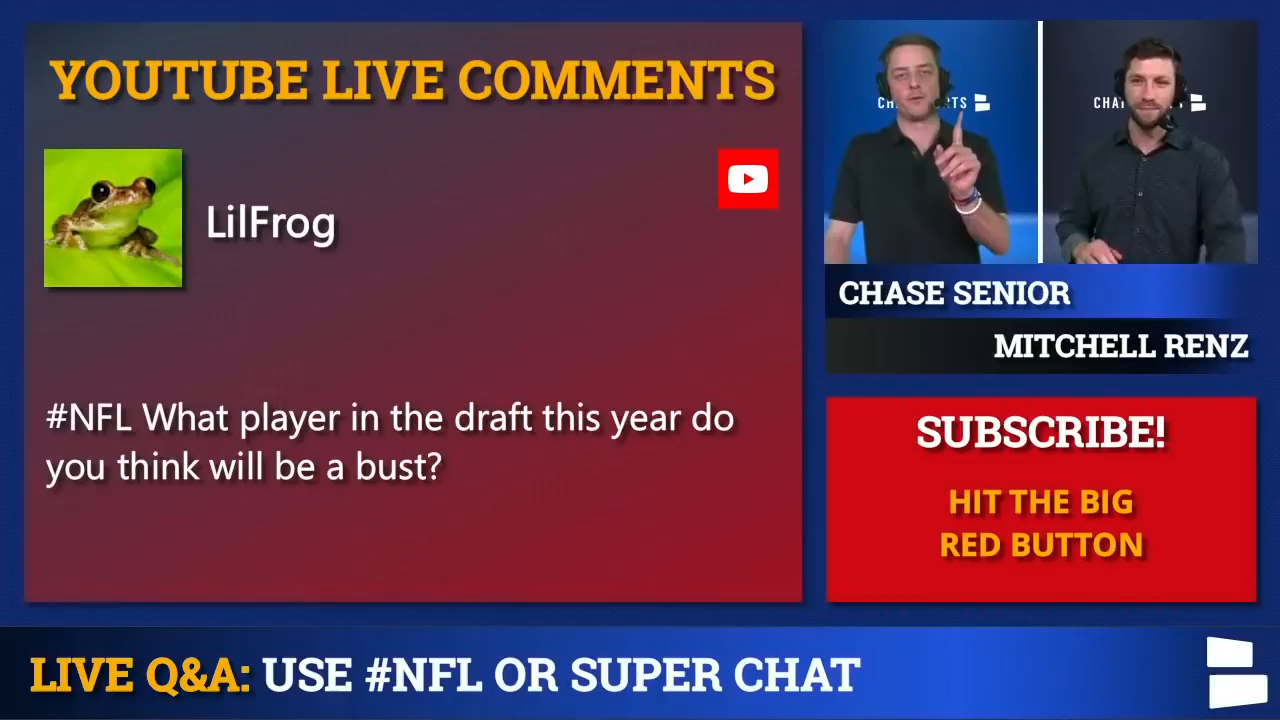 YOUTUBE LIVE COMMENTS
LilFrog
#NFL What player in the draft this year do
you think will be a bust?
CHASE SENIOR
MITCHELL RENZ
SUBSCRIBE!
HIT THE BIG
RED BUTTON
LIVE Q&A: USE #NFL OR SUPER CHAT